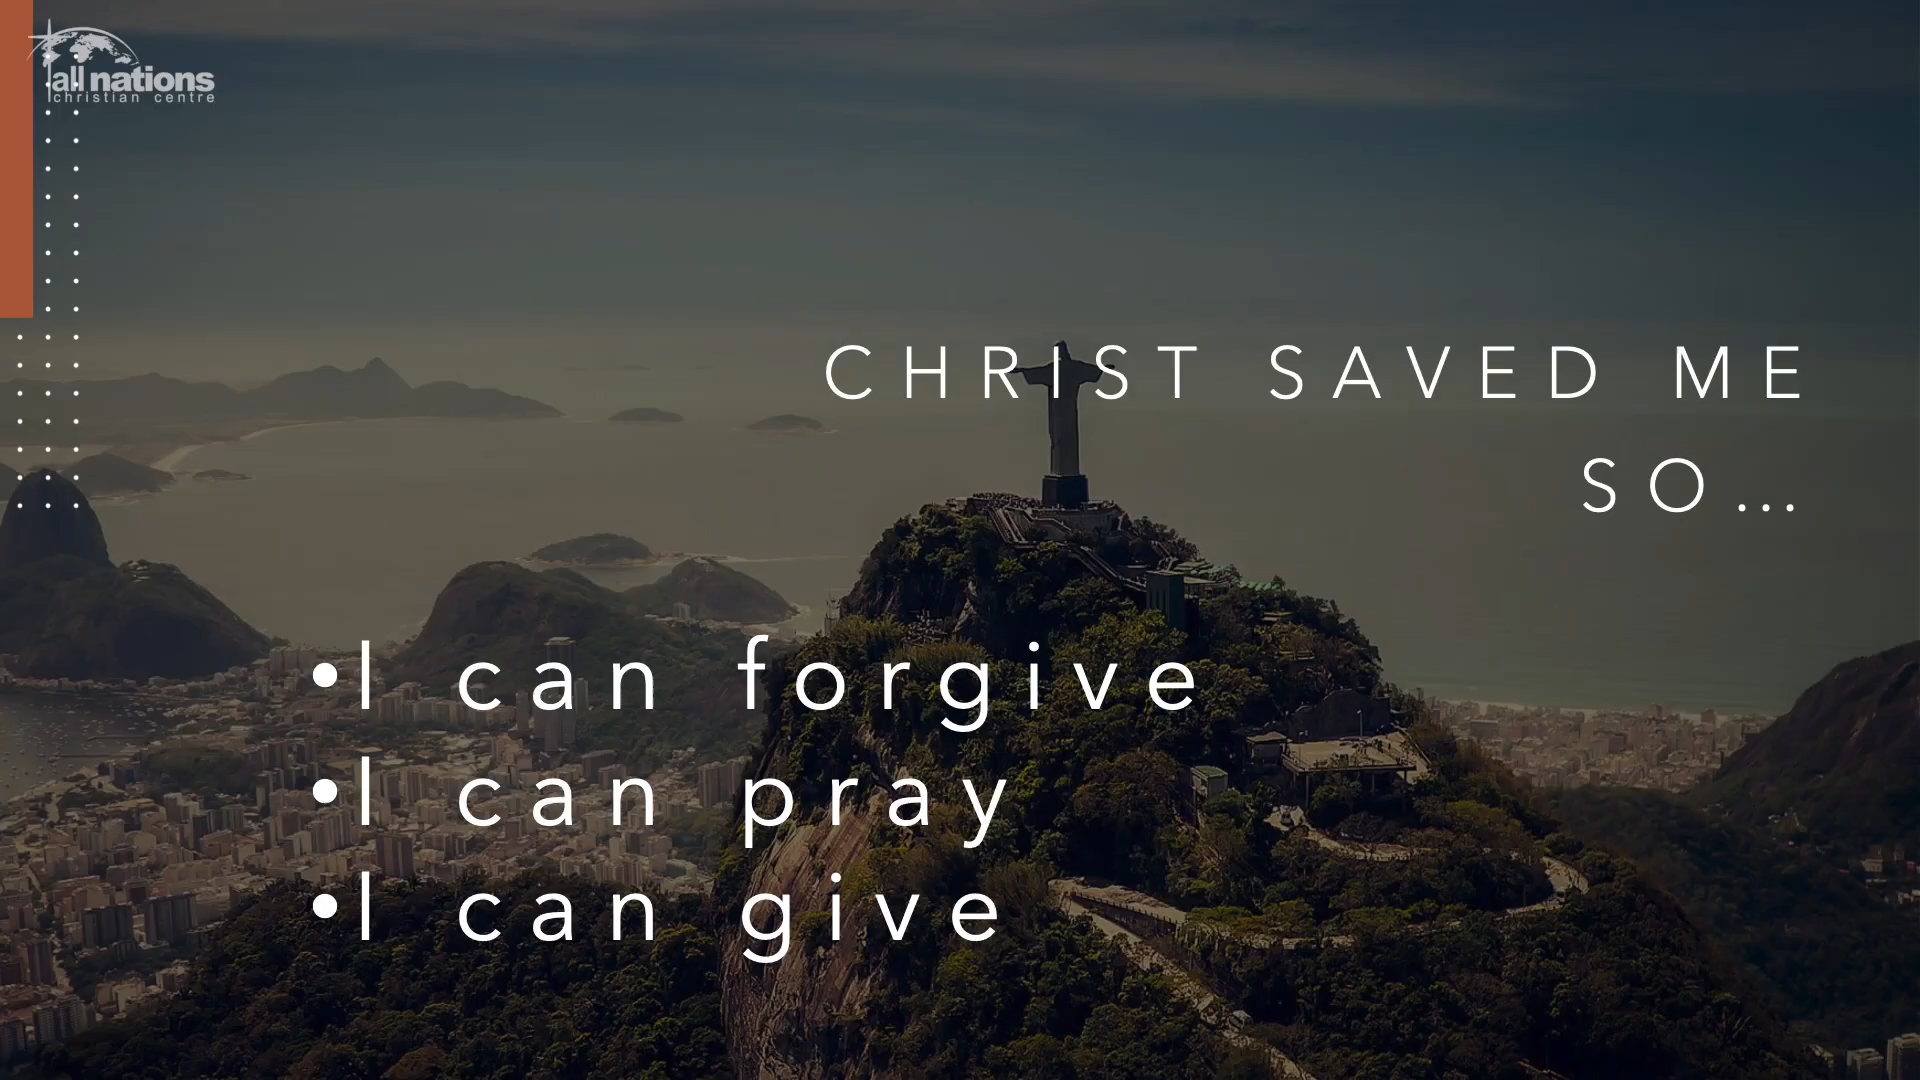 all nations
christian centre
CHRIST SAVED ME
SO...
•I can forgive
•I can pray
•I can give